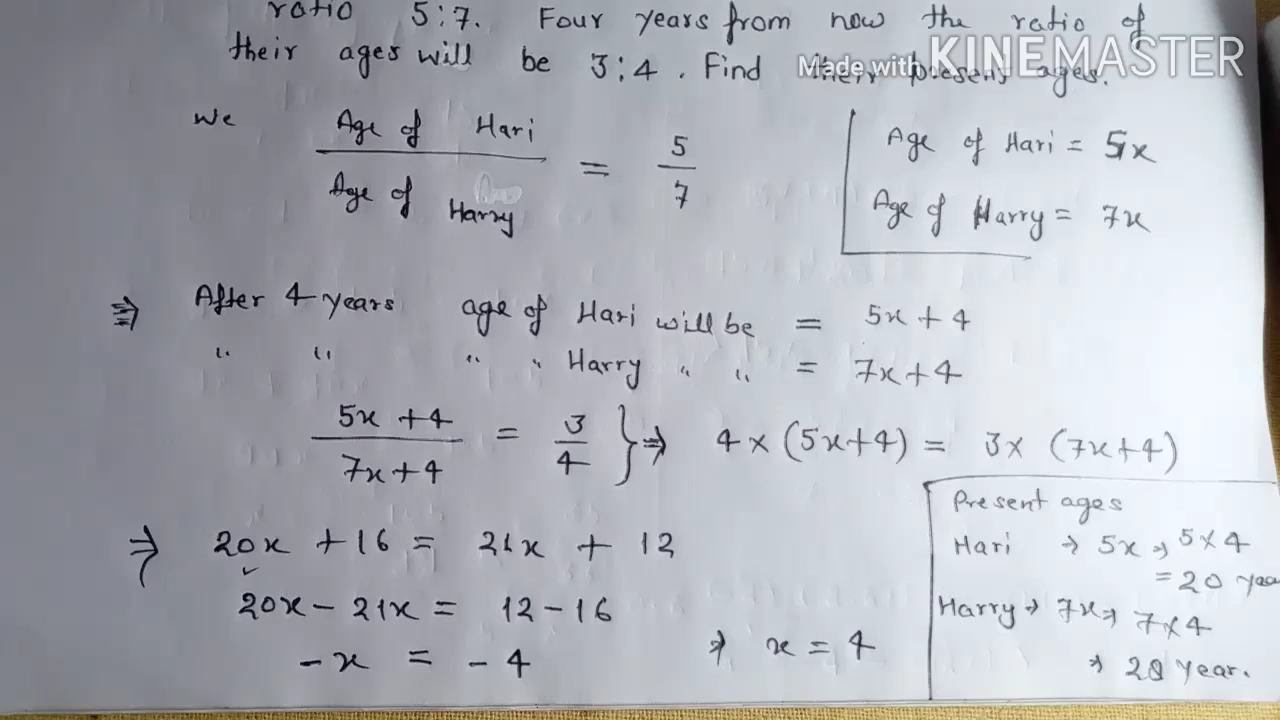 ratio 5:7. Four years from now the ratio of
their ages will be 3:4. Find their present ages.
Made with KINEMASTER
We Age of Hari / Age of Harry = 5/7
Age of Hari = 5x
Age of Harry = 7x
⇒ After 4 years age of Hari will be = 5x + 4
" " " " Harry " " = 7x + 4
5x + 4 / 7x + 4 = 3/4 } ⇒ 4 × (5x+4) = 3 × (7x+4)
⇒ 20x + 16 = 21x + 12
20x - 21x = 12 - 16
- x = - 4 ⇒ x = 4
Present ages
Hari → 5x ⇒ 5×4
= 20 yea
Harry → 7x ⇒ 7×4
⇒ 28 year.